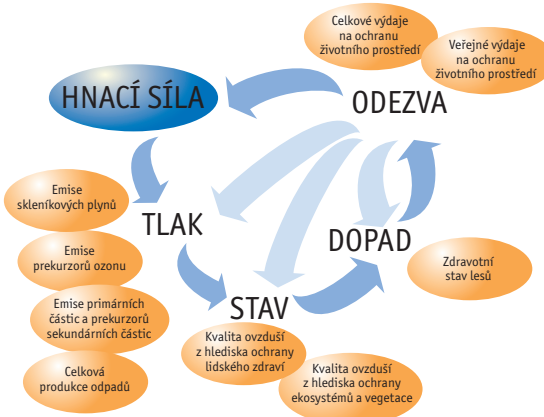 Celkové výdaje
na ochranu
životního prostředí
Veřejné výdaje
na ochranu
životního prostředí
HNACÍ SÍLA
ODEZVA
Emise
skleníkových plynů
TLAK
DOPAD
Emise
prekurzorů ozonu
Zdravotní
stav lesů
Emise primárních
částic a prekurzorů
sekundárních částic
STAV
Kvalita ovzduší
z hlediska ochrany
lidského zdraví
Celková
produkce odpadů
Kvalita ovzduší
z hlediska ochrany
ekosystémů a vegetace